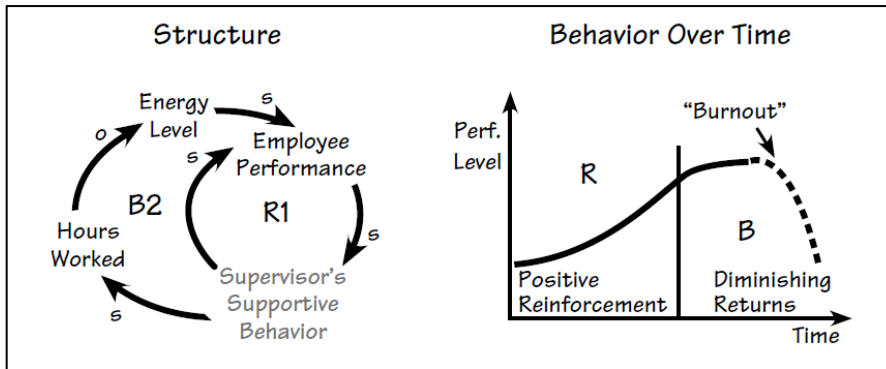 Structure
Energy
Level
s
o
s
Employee
Performance
B2
R1
Hours
Worked
s
Supervisor's
Supportive
Behavior
s
Behavior Over Time
Perf.
Level
"Burnout"
R
B
Positive
Reinforcement
Diminishing
Returns
Time